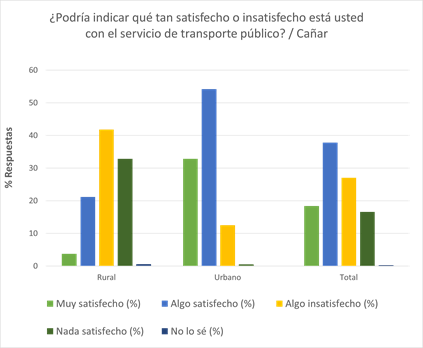 ¿Podría indicar qué tan satisfecho o insatisfecho está usted
con el servicio de transporte público? / Cañar
% Respuestas
60
50
40
30
20
10
0
Rural
Urbano
Total
Muy satisfecho (%)
Algo satisfecho (%)
Algo insatisfecho (%)
Nada satisfecho (%)
No lo sé (%)